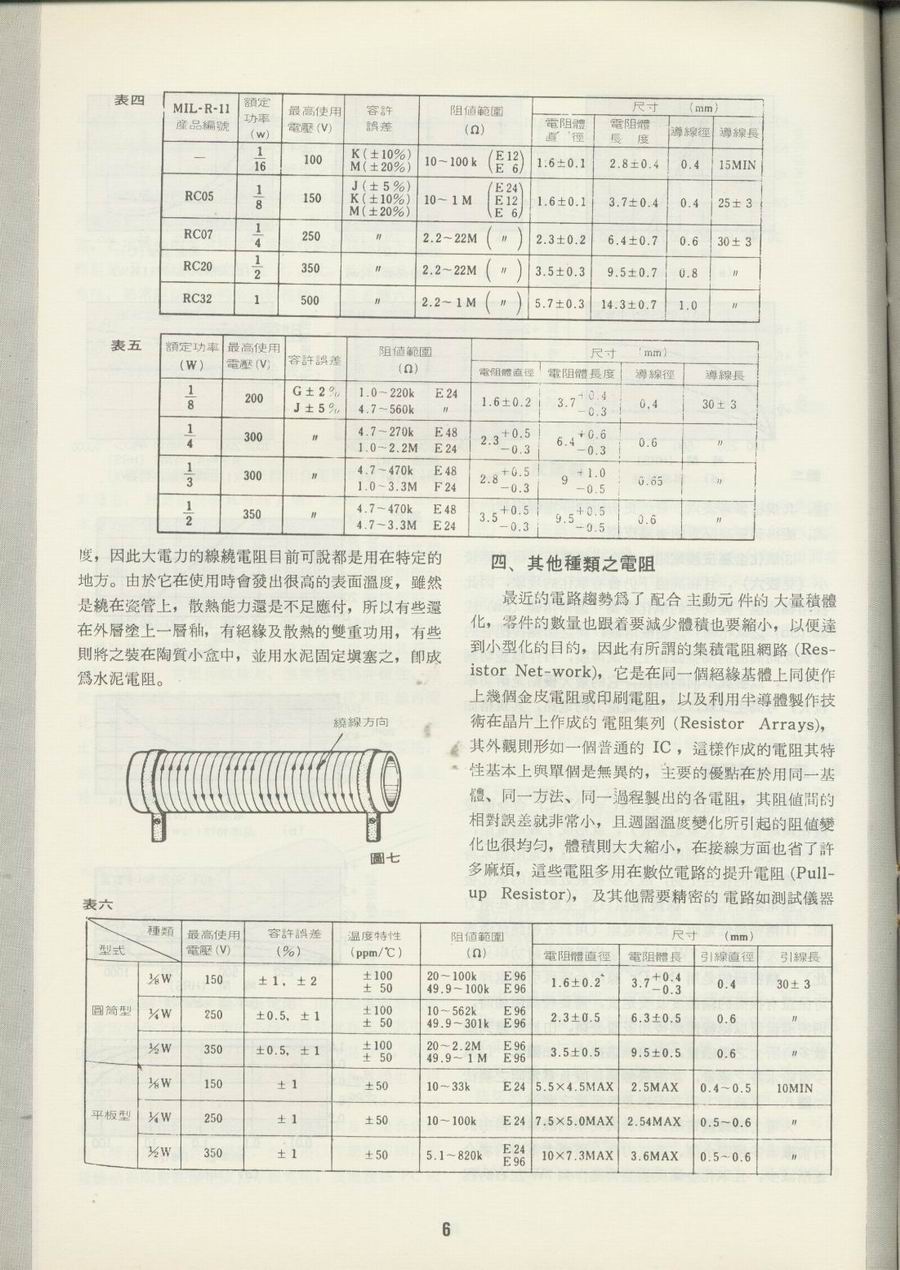 表四
MIL-R-11 產品編號 額定功率 (w) 最高使用電壓 (V) 容許誤差 阻值範圍 (Ω) 尺寸 (mm)
電阻體直徑 電阻體長度 導線徑 導線長
— 1/16 100 K(±10%) M(±20%) 10~100k (E12 E 6) 1.6±0.1 2.8±0.4 0.4 15MIN
RC05 1/8 150 J(± 5%) K(±10%) M(±20%) 10~ 1 M (E24 E12 E 6) 1.6±0.1 3.7±0.4 0.4 25± 3
RC07 1/4 250 〃 2.2~22M ( 〃 ) 2.3±0.2 6.4±0.7 0.6 30± 3
RC20 1/2 350 〃 2.2~22M ( 〃 ) 3.5±0.3 9.5±0.7 0.8 〃
RC32 1 500 〃 2.2~ 1 M ( 〃 ) 5.7±0.3 14.3±0.7 1.0 〃
表五
額定功率 (W) 最高使用電壓 (V) 容許誤差 阻值範圍 (Ω) 尺寸 (mm)
電阻體直徑 電阻體長度 導線徑 導線長
1/8 200 G± 2% J± 5% 1.0~220k E24 4.7~560k 〃 1.6±0.2 3.7+0.4 −0.3 0.4 30± 3
1/4 300 〃 4.7~270k E48 1.0~2.2M E24 2.3+0.5 −0.3 6.4+0.6 −0.3 0.6 〃
1/3 300 〃 4.7~470k E48 1.0~3.3M F24 2.8+0.5 −0.3 9+1.0 −0.5 0.65 〃
1/2 350 〃 4.7~470k E48 4.7~3.3M E24 3.5+0.5 −0.3 9.5+0.5 −0.5 0.6 〃
度，因此大電力的線繞電阻目前可說都是用在特定的
地方。由於它在使用時會發出很高的表面溫度，雖然
是繞在瓷管上，散熱能力還是不足應付，所以有些還
在外層塗上一層釉，有絕緣及散熱的雙重功用，有些
則將之裝在陶質小盒中，並用水泥固定塡塞之，卽成
爲水泥電阻。
繞線方向
圖七
四、其他種類之電阻
最近的電路趨勢爲了配合主動元件的大量積體
化，零件的數量也跟着要減少體積也要縮小，以便達
到小型化的目的，因此有所謂的集積電阻網路 (Res-
istor Net-work)，它是在同一個絕緣基體上同使作
上幾個金皮電阻或印刷電阻，以及利用半導體製作技
術在晶片上作成的電阻集列 (Resistor Arrays)，
其外觀則形如一個普通的 IC，這樣作成的電阻其特
性基本上與單個是無異的，主要的優點在於用同一基
體、同一方法、同一過程製出的各電阻，其阻值間的
相對誤差就非常小，且週圍溫度變化所引起的阻值變
化也很均勻，體積則大大縮小，在接線方面也省了許
多麻煩，這些電阻多用在數位電路的提升電阻 (Pull-
up Resistor)，及其他需要精密的電路如測試儀器
表六
種類 型式 最高使用電壓 (V) 容許誤差 (%) 溫度特性 (ppm/℃) 阻值範圍 (Ω) 尺寸 (mm)
電阻體直徑 電阻體長 引線直徑 引線長
圓筒型 ⅛W 150 ± 1, ± 2 ±100 ± 50 20~100k E96 49.9~100k E96 1.6±0.2 3.7+0.4 −0.3 0.4 30± 3
¼W 250 ±0.5, ± 1 ±100 ± 50 10~562k E96 49.9~301k E96 2.3±0.5 6.3±0.5 0.6 〃
½W 350 ±0.5, ± 1 ±100 ± 50 20~2.2M E96 49.9~ 1 M E96 3.5±0.5 9.5±0.5 0.6 〃
平板型 ⅛W 150 ± 1 ±50 10~33k E24 5.5×4.5MAX 2.5MAX 0.4~0.5 10MIN
¼W 250 ± 1 ±50 10~100k E24 7.5×5.0MAX 2.54MAX 0.5~0.6 〃
½W 350 ± 1 ±50 5.1~820k E24 E96 10×7.3MAX 3.6MAX 0.5~0.6 〃
6